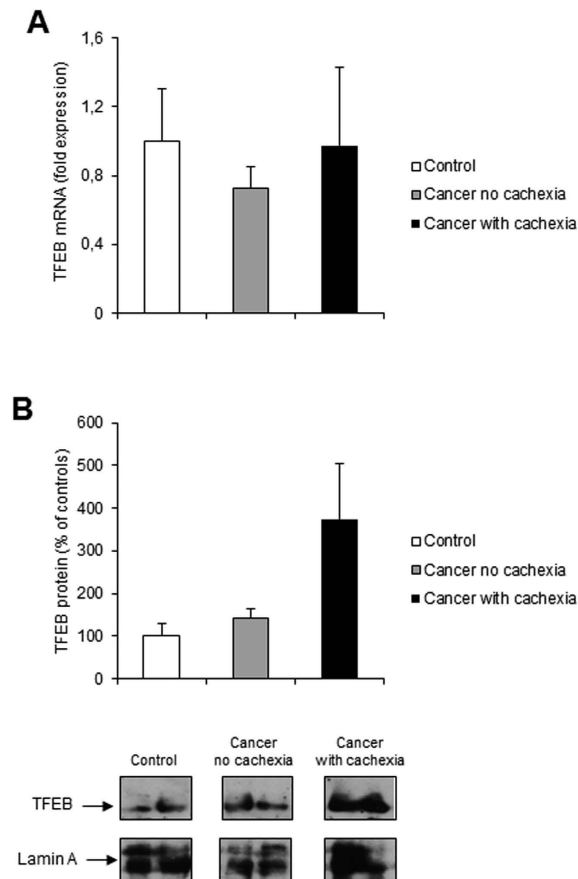 A
TFEB mRNA (fold expression)
1,6
1,2
0,8
0,4
0
Control
Cancer no cachexia
Cancer with cachexia
B
TFEB protein (% of controls)
600
500
400
300
200
100
0
Control
Cancer no cachexia
Cancer with cachexia
Control
Cancer
no cachexia
Cancer
with cachexia
TFEB
Lamin A